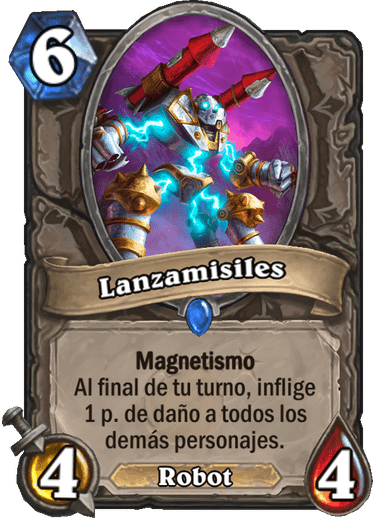 6
Lanzamisiles
Magnetismo
Al final de tu turno, inflige
1 p. de daño a todos los
demás personajes.
4
Robot
4